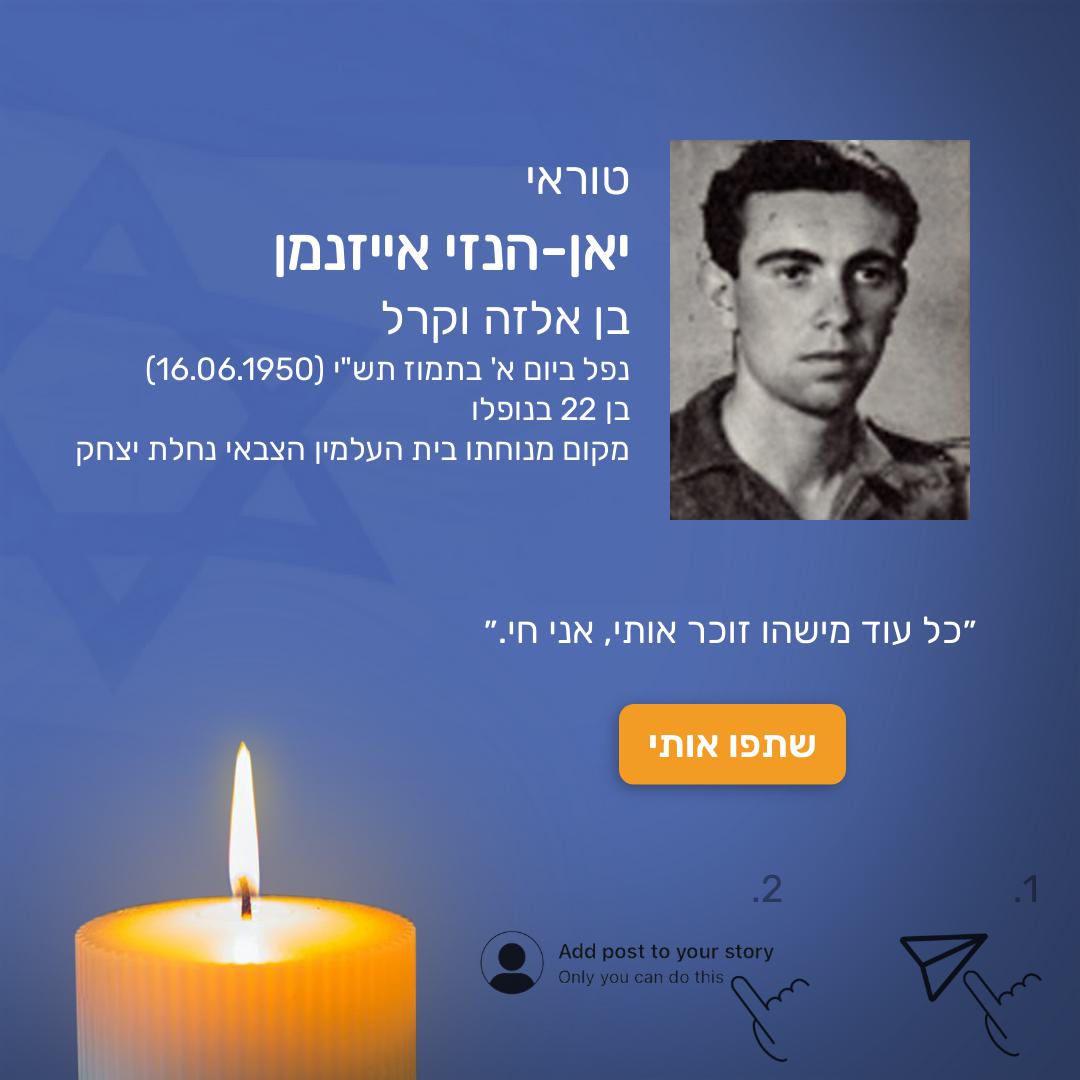 טוראי
יאן-הנזי אייזנמן
בן אלזה וקרל
נפל ביום א' בתמוז תש"י (16.06.1950)
בן 22 בנופלו
מקום מנוחתו בית העלמין הצבאי נחלת יצחק
״כל עוד מישהו זוכר אותי, אני חי.״
שתפו אותי
1.
2.
Add post to your story
Only you can do this